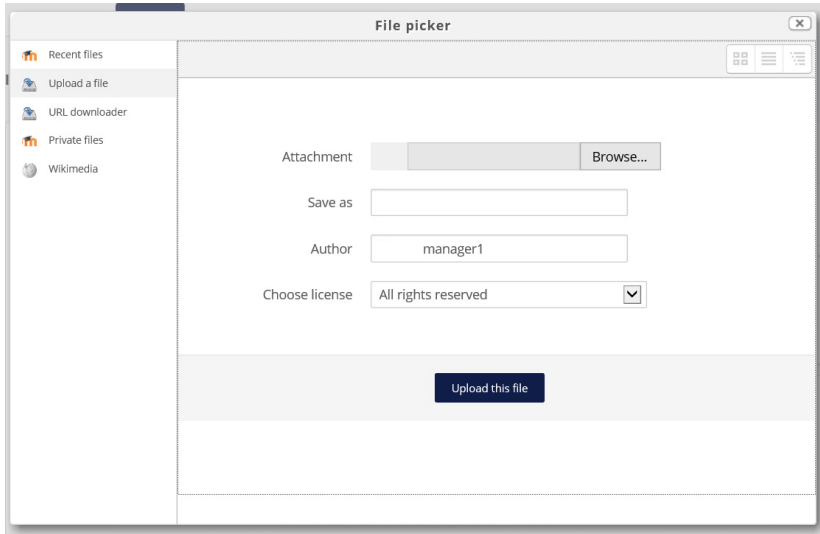 File picker
Recent files
Upload a file
URL downloader
Private files
Wikimedia
Attachment
Browse...
Save as
Author manager1
Choose license All rights reserved
Upload this file